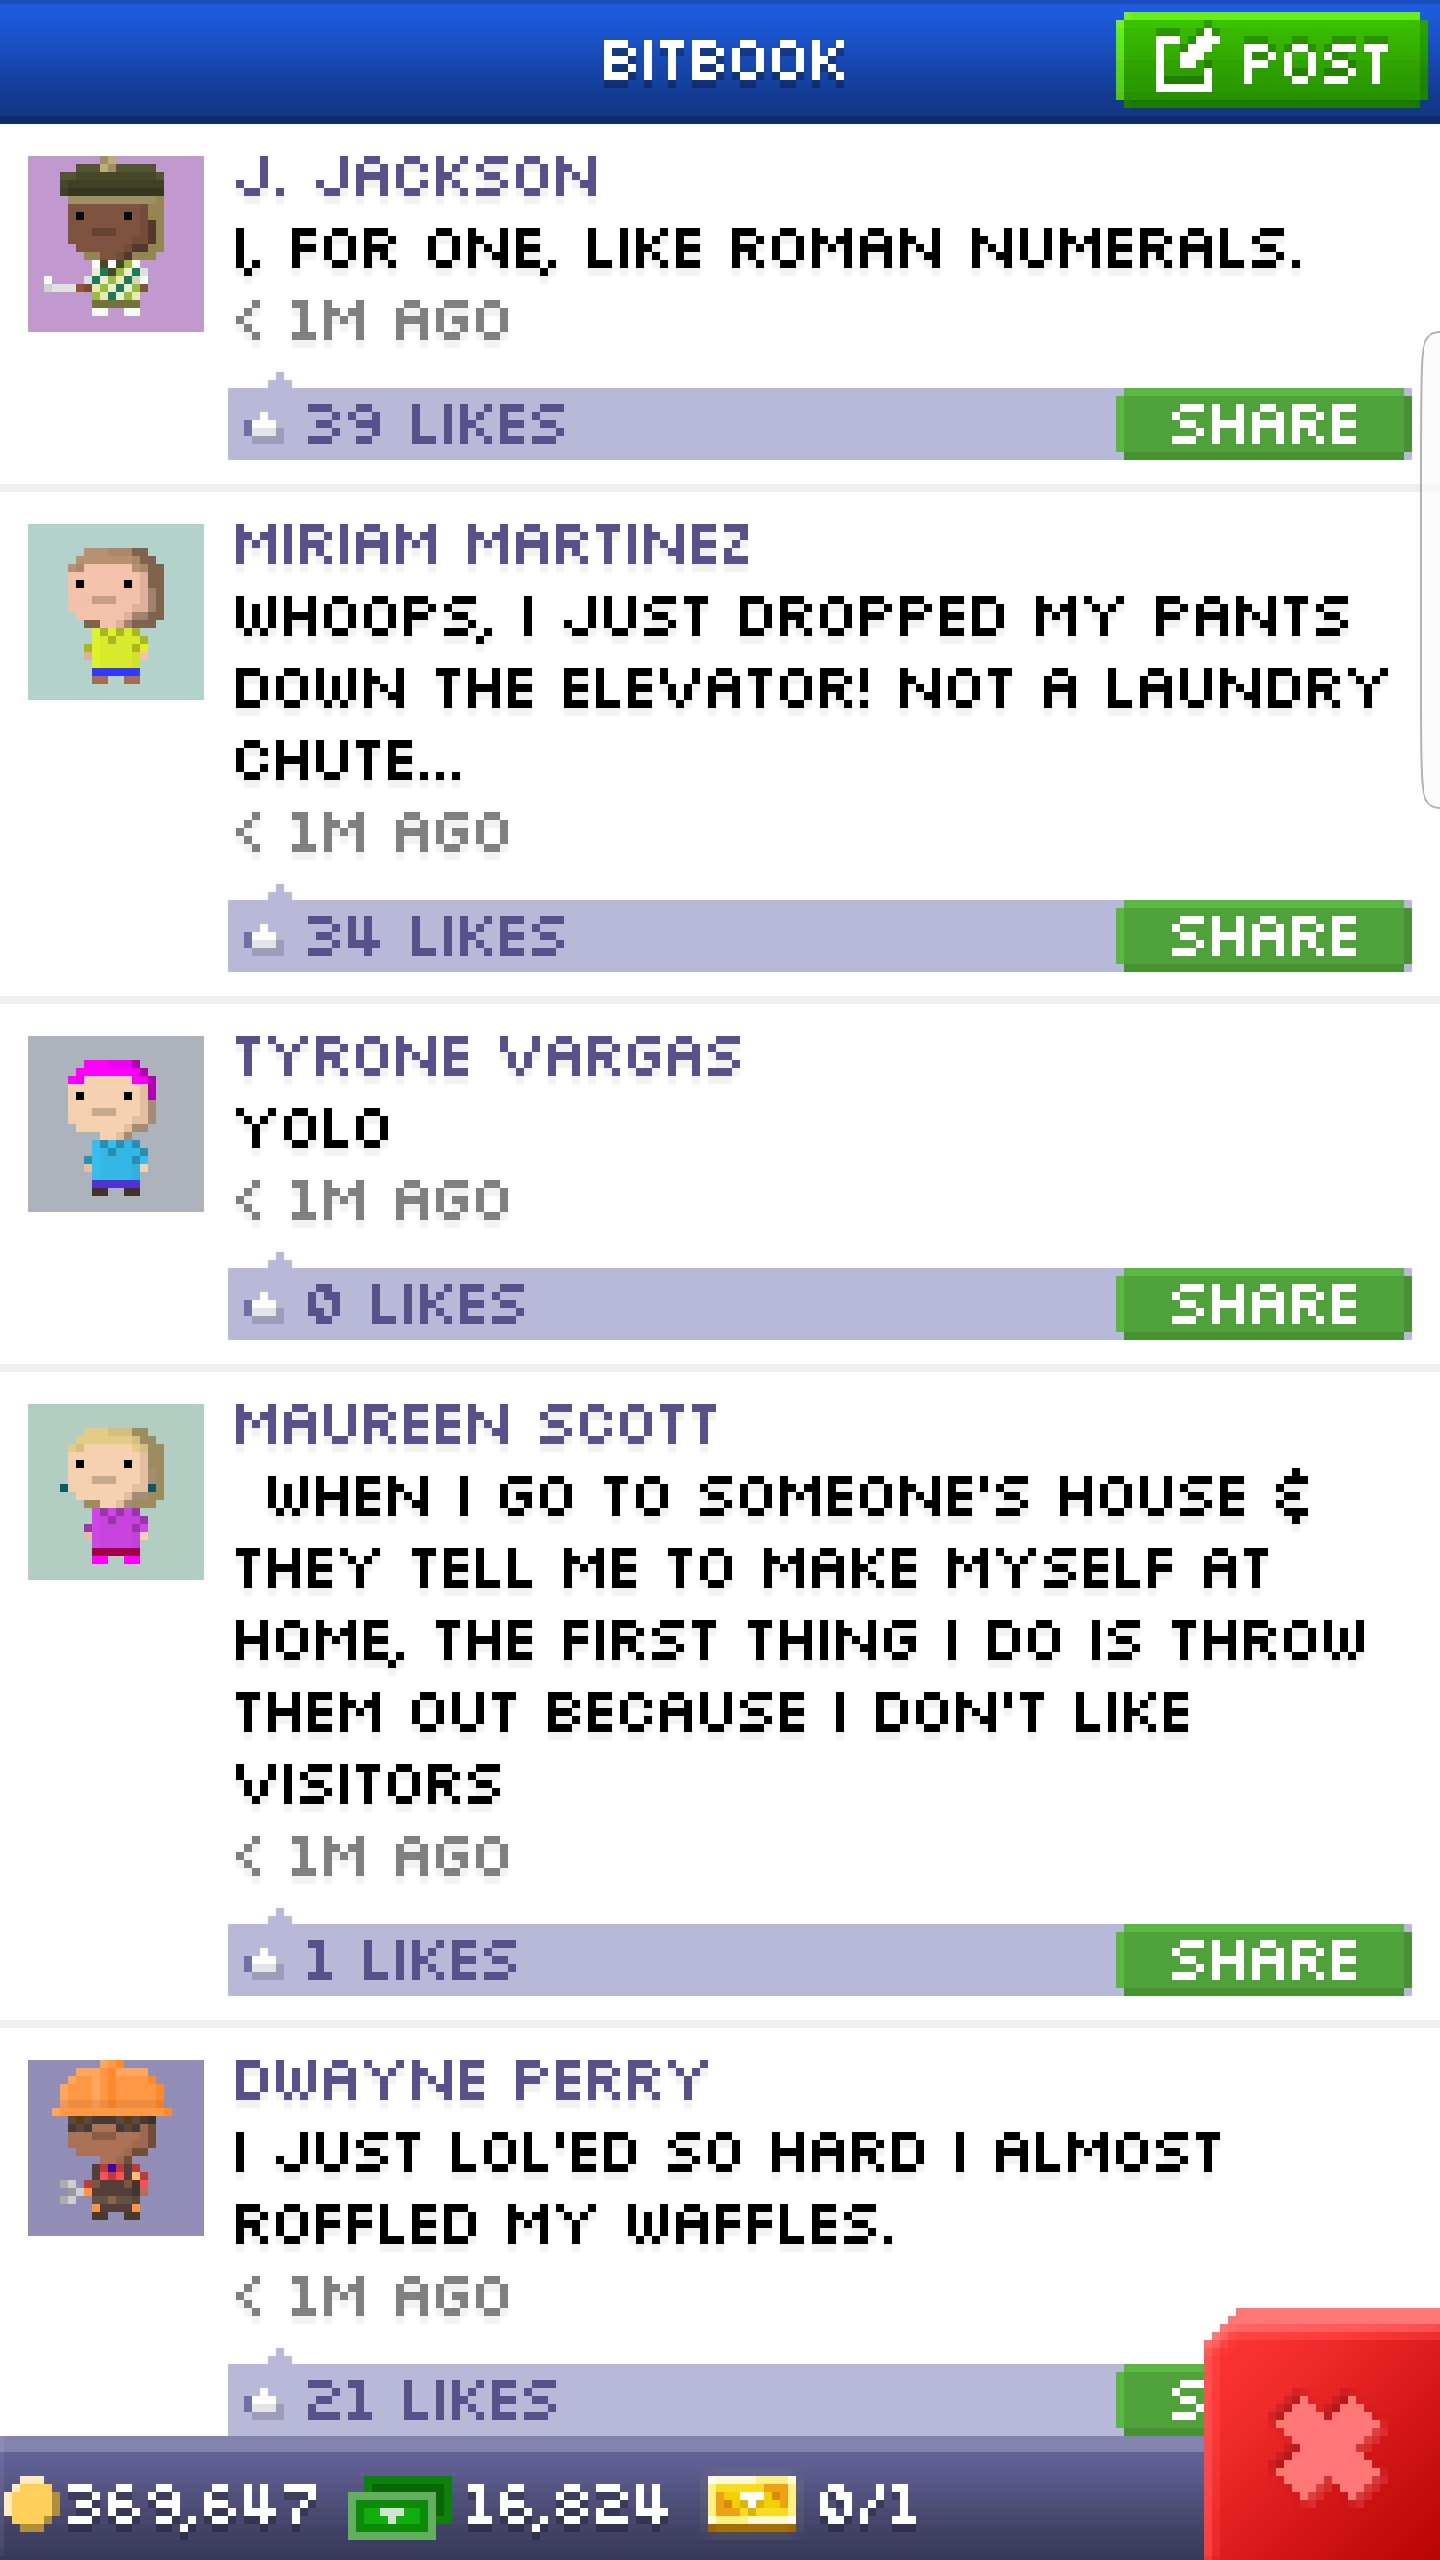 BITBOOK
POST
J. JACKSON
I, FOR ONE, LIKE ROMAN NUMERALS.
< 1M AGO
39 LIKES
SHARE
MIRIAM MARTINEZ
WHOOPS, I JUST DROPPED MY PANTS
DOWN THE ELEVATOR! NOT A LAUNDRY
CHUTE...
< 1M AGO
34 LIKES
SHARE
TYRONE VARGAS
YOLO
< 1M AGO
0 LIKES
SHARE
MAUREEN SCOTT
WHEN I GO TO SOMEONE'S HOUSE &
THEY TELL ME TO MAKE MYSELF AT
HOME, THE FIRST THING I DO IS THROW
THEM OUT BECAUSE I DON'T LIKE
VISITORS
< 1M AGO
1 LIKES
SHARE
DWAYNE PERRY
I JUST LOL'ED SO HARD I ALMOST
ROFFLED MY WAFFLES.
< 1M AGO
21 LIKES
S
369,647 16,824 0/1